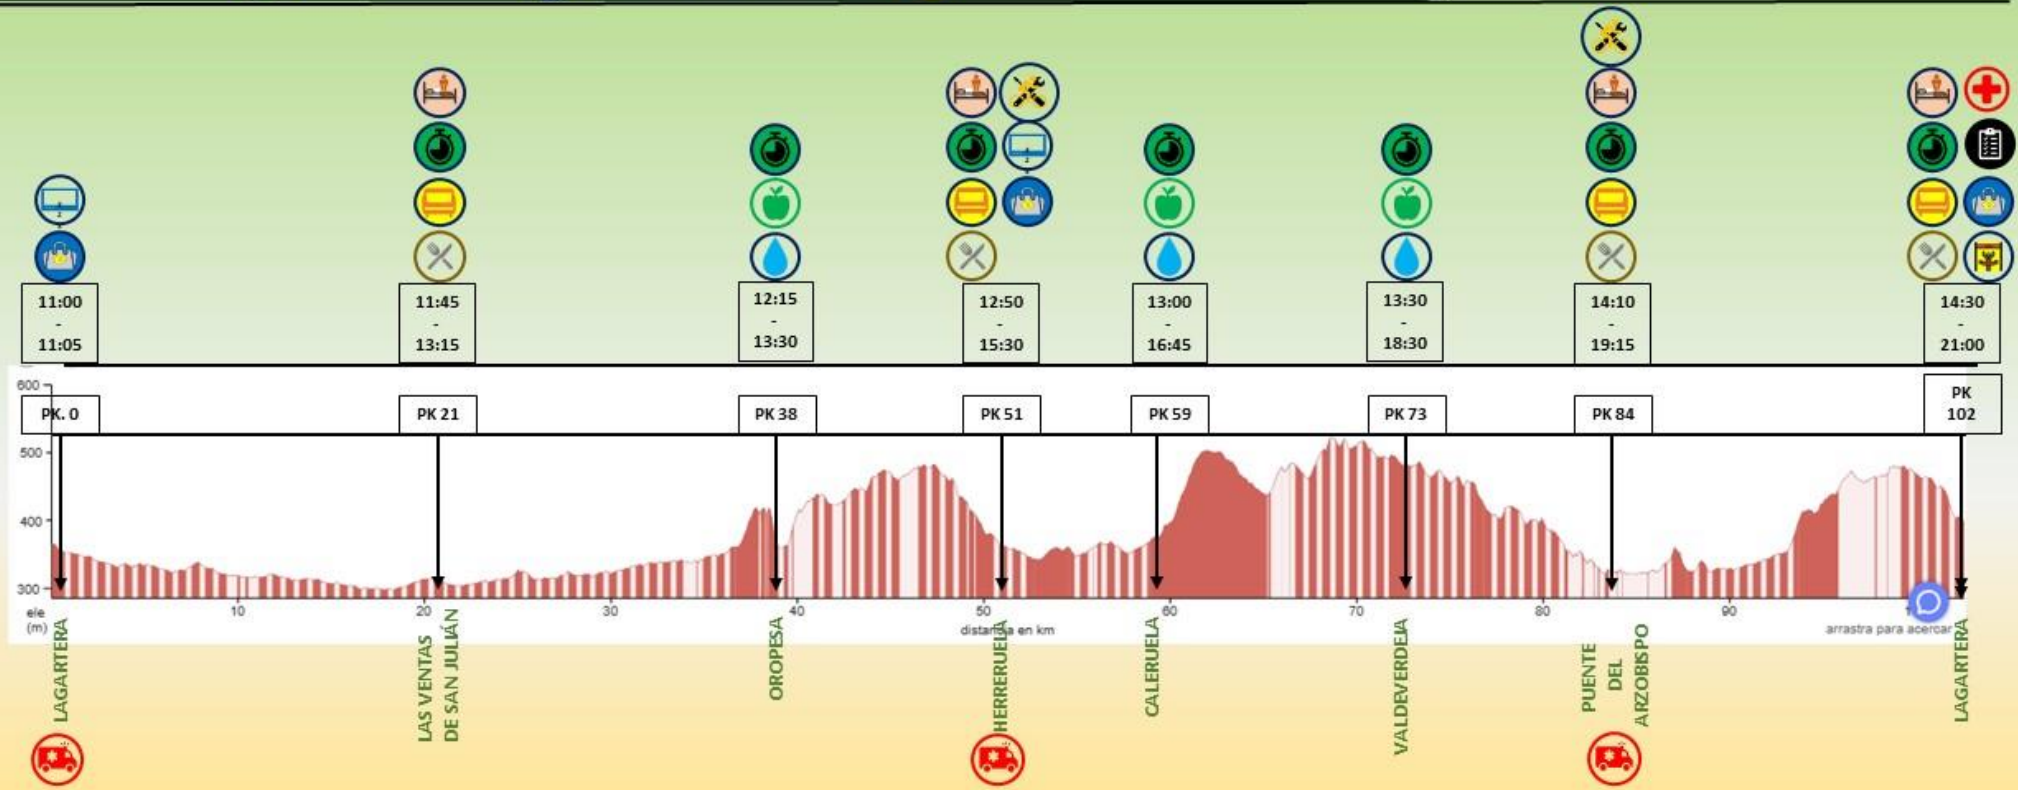 11:00
-
11:05
11:45
-
13:15
12:15
-
13:30
12:50
-
15:30
13:00
-
16:45
13:30
-
18:30
14:10
-
19:15
14:30
-
21:00
600
PK. 0
PK 21
PK 38
PK 51
PK 59
PK 73
PK 84
PK
102
500
400
300
ele
(m)
10
20
30
40
50
60
70
80
90
distancia en km
arrastra para acercar
LAGARTERA
LAS VENTAS
DE SAN JULIÁN
OROPESA
HERRERUELA
CALERUELA
VALDEVERDEJA
PUENTE
DEL
ARZOBISPO
LAGARTERA